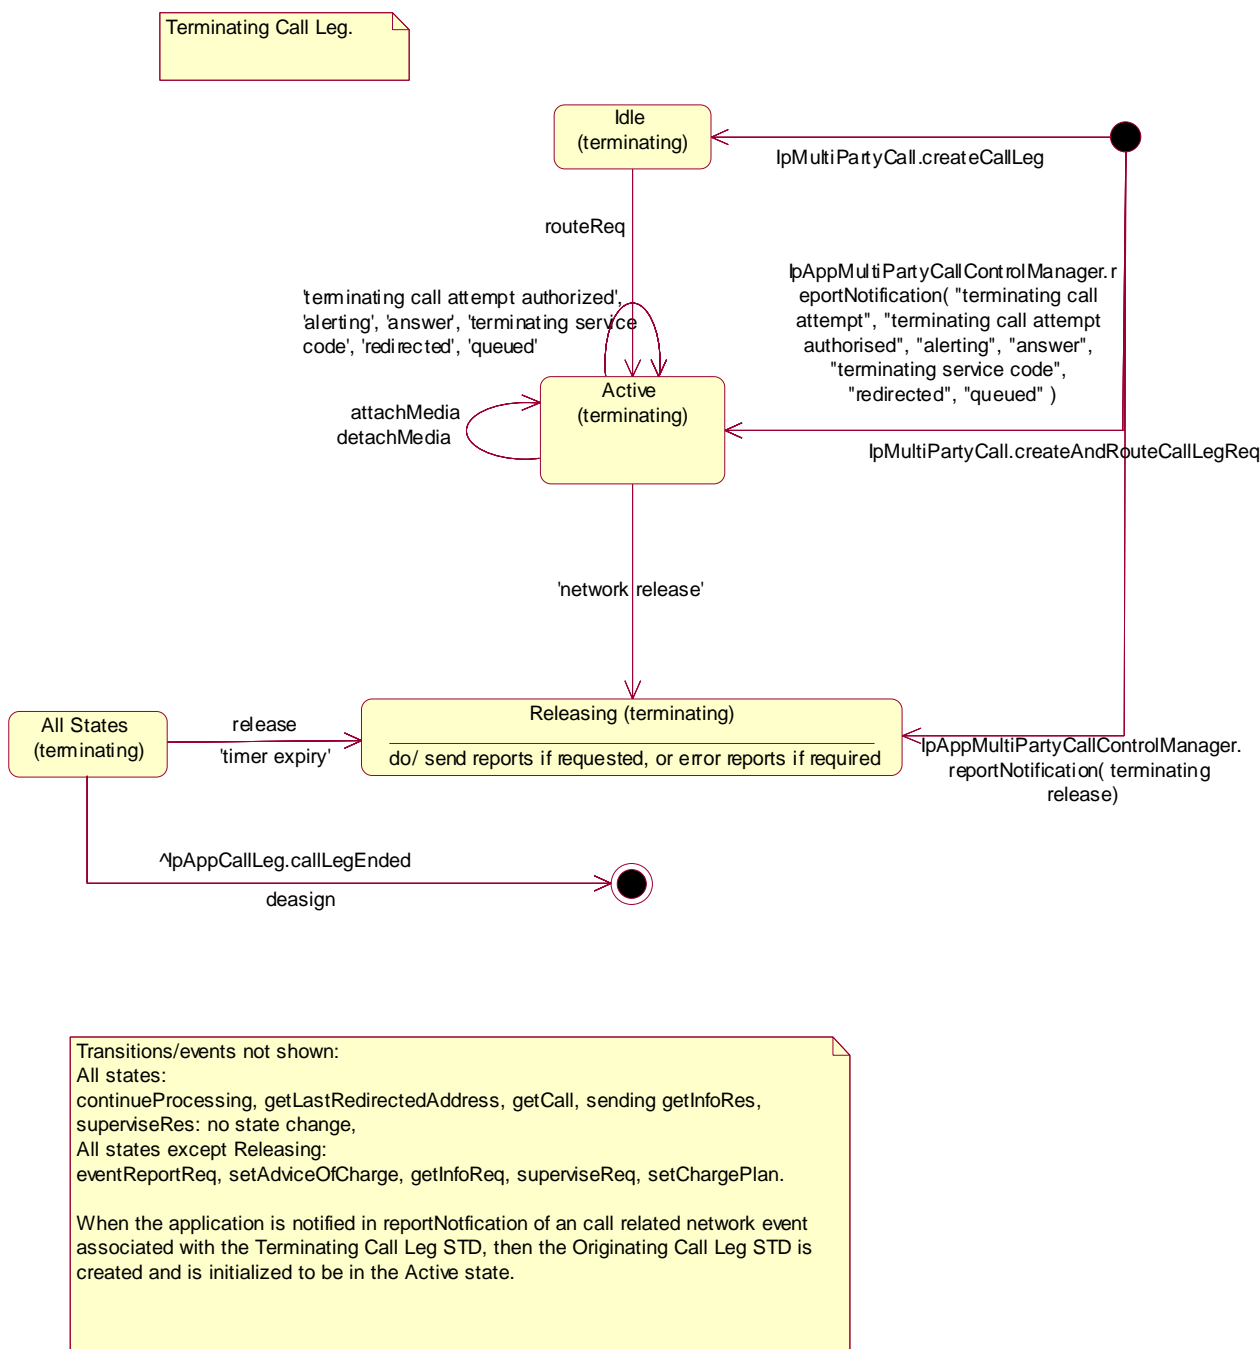 Terminating Call Leg.
Idle
(terminating)
IpMultiPartyCall.createCallLeg
routeReq
IpAppMultiPartyCallControlManager.r
eportNotification( "terminating call
attempt", "terminating call attempt
authorised", "alerting", "answer",
"terminating service code",
"redirected", "queued" )
'terminating call attempt authorized',
'alerting', 'answer', 'terminating service
code', 'redirected', 'queued'
Active
(terminating)
attachMedia
detachMedia
IpMultiPartyCall.createAndRouteCallLegReq
'network release'
All States
(terminating)
release
'timer expiry'
Releasing (terminating)
do/ send reports if requested, or error reports if required
IpAppMultiPartyCallControlManager.
reportNotification( terminating
release)
^IpAppCallLeg.callLegEnded
deasign
Transitions/events not shown:
All states:
continueProcessing, getLastRedirectedAddress, getCall, sending getInfoRes,
superviseRes: no state change,
All states except Releasing:
eventReportReq, setAdviceOfCharge, getInfoReq, superviseReq, setChargePlan.
When the application is notified in reportNotfication of an call related network event
associated with the Terminating Call Leg STD, then the Originating Call Leg STD is
created and is initialized to be in the Active state.